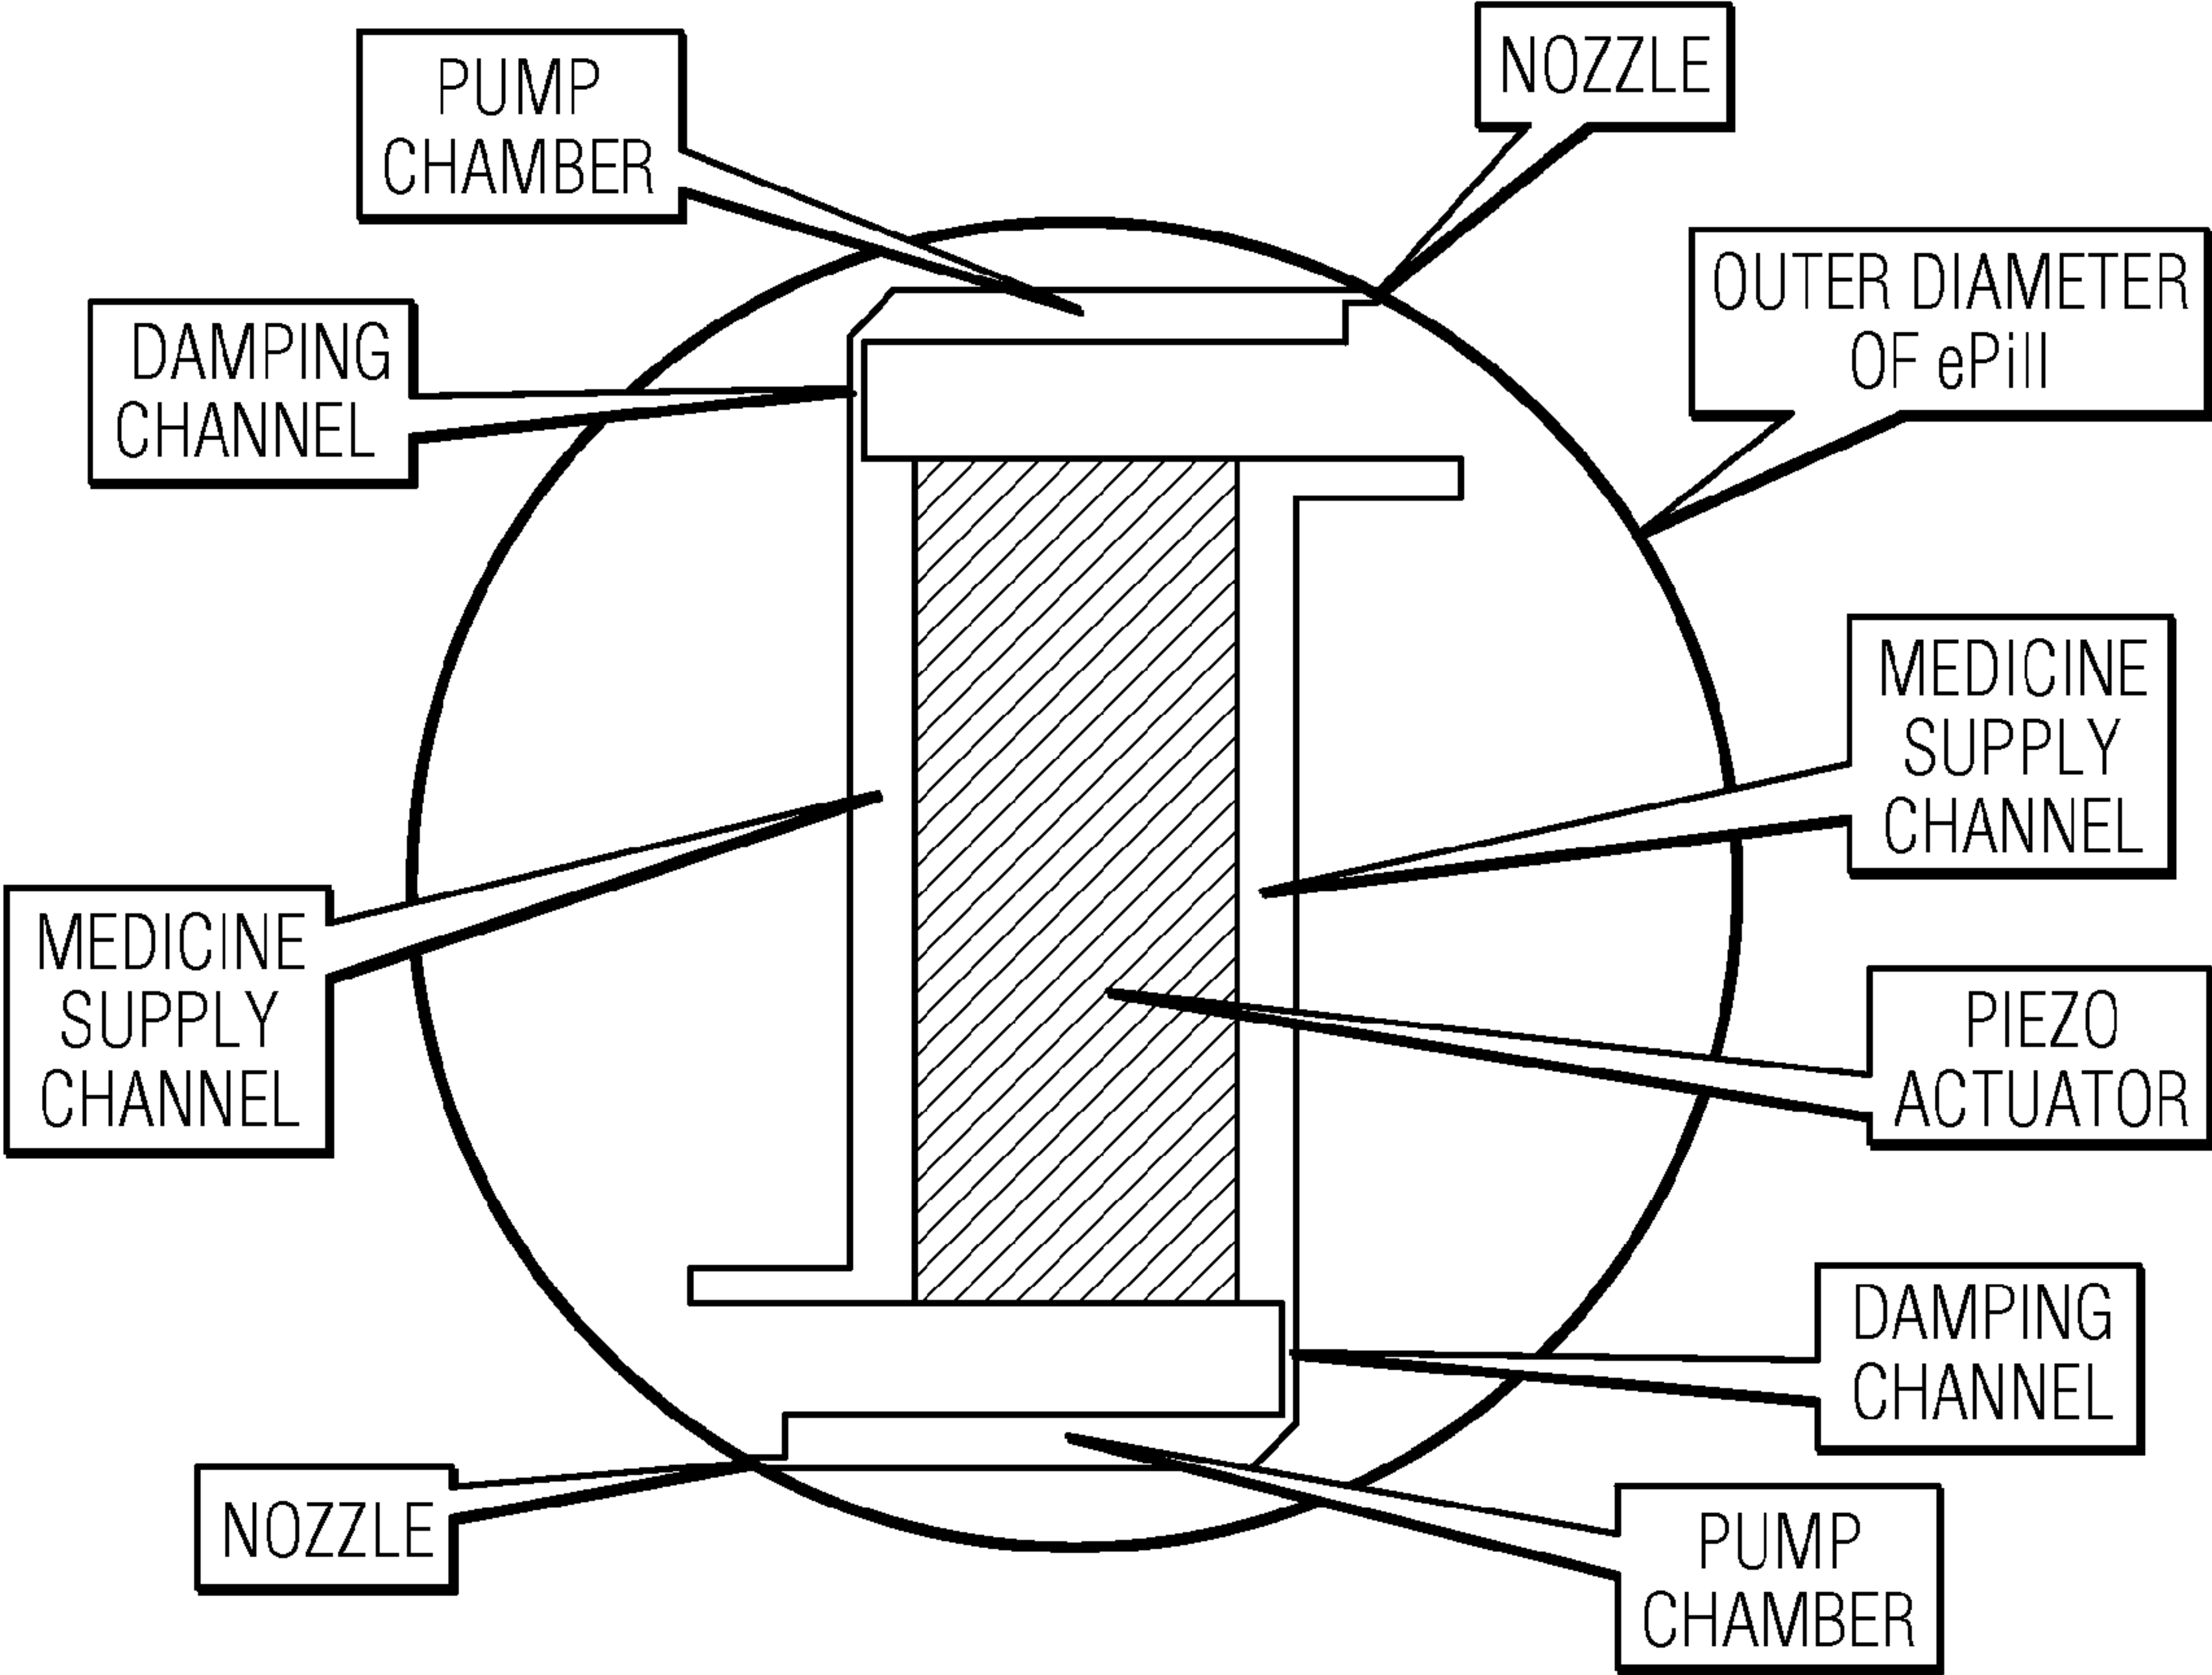 NOZZLE
PUMP
CHAMBER
OUTER DIAMETER
OF ePill
DAMPING
CHANNEL
MEDICINE
SUPPLY
CHANNEL
MEDICINE
SUPPLY
CHANNEL
PIEZO
ACTUATOR
DAMPING
CHANNEL
NOZZLE
PUMP
CHAMBER